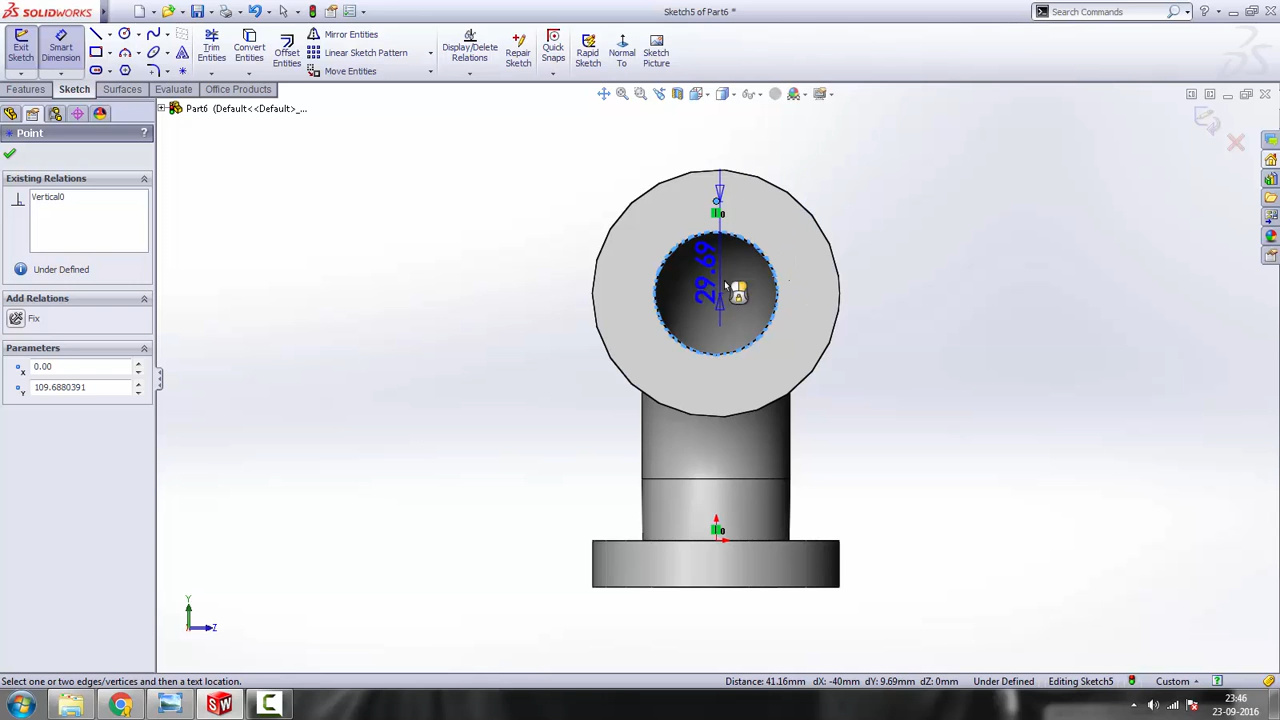 SOLIDWORKS
Sketch5 of Part6 *
Search Commands
Exit Sketch
Smart Dimension
Trim Entities
Convert Entities
Offset Entities
Mirror Entities
Linear Sketch Pattern
Move Entities
Display/Delete Relations
Repair Sketch
Quick Snaps
Rapid Sketch
Normal To
Sketch Picture
Features
Sketch
Surfaces
Evaluate
Office Products
Part6 (Default<<Default>_...
Point
?
Existing Relations
Vertical0
Under Defined
Add Relations
Fix
Parameters
X
0.00
Y
109.6880391
0
29.69
0
Y
Z
Select one or two edges/vertices and then a text location.
Distance: 41.16mm
dX: -40mm dY: 9.69mm dZ: 0mm
Under Defined
Editing Sketch5
Custom
?
23:46
23-09-2016